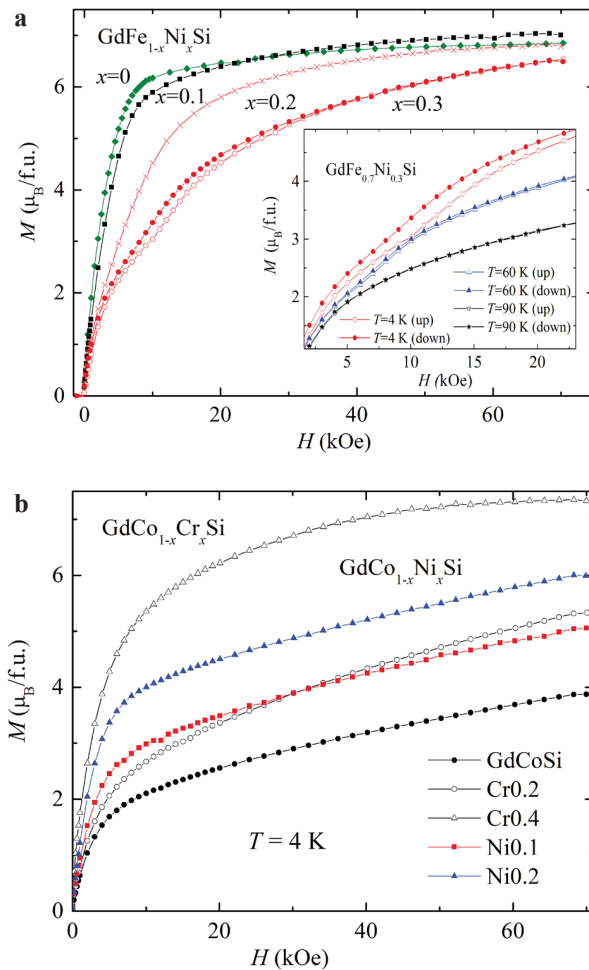 a
GdFe1-xNixSi
x=0
x=0.1
x=0.2
x=0.3
M (μB/f.u.)
6
4
2
0
0 20 40 60
H (kOe)
GdFe0.7Ni0.3Si
M (μB/f.u.)
4
3
2
T=60 K (up)
T=60 K (down)
T=90 K (up)
T=90 K (down)
T=4 K (up)
T=4 K (down)
5 10 15 20
H (kOe)
b
GdCo1-xCrxSi
GdCo1-xNixSi
M (μB/f.u.)
6
4
2
0
T = 4 K
GdCoSi
Cr0.2
Cr0.4
Ni0.1
Ni0.2
0 20 40 60
H (kOe)